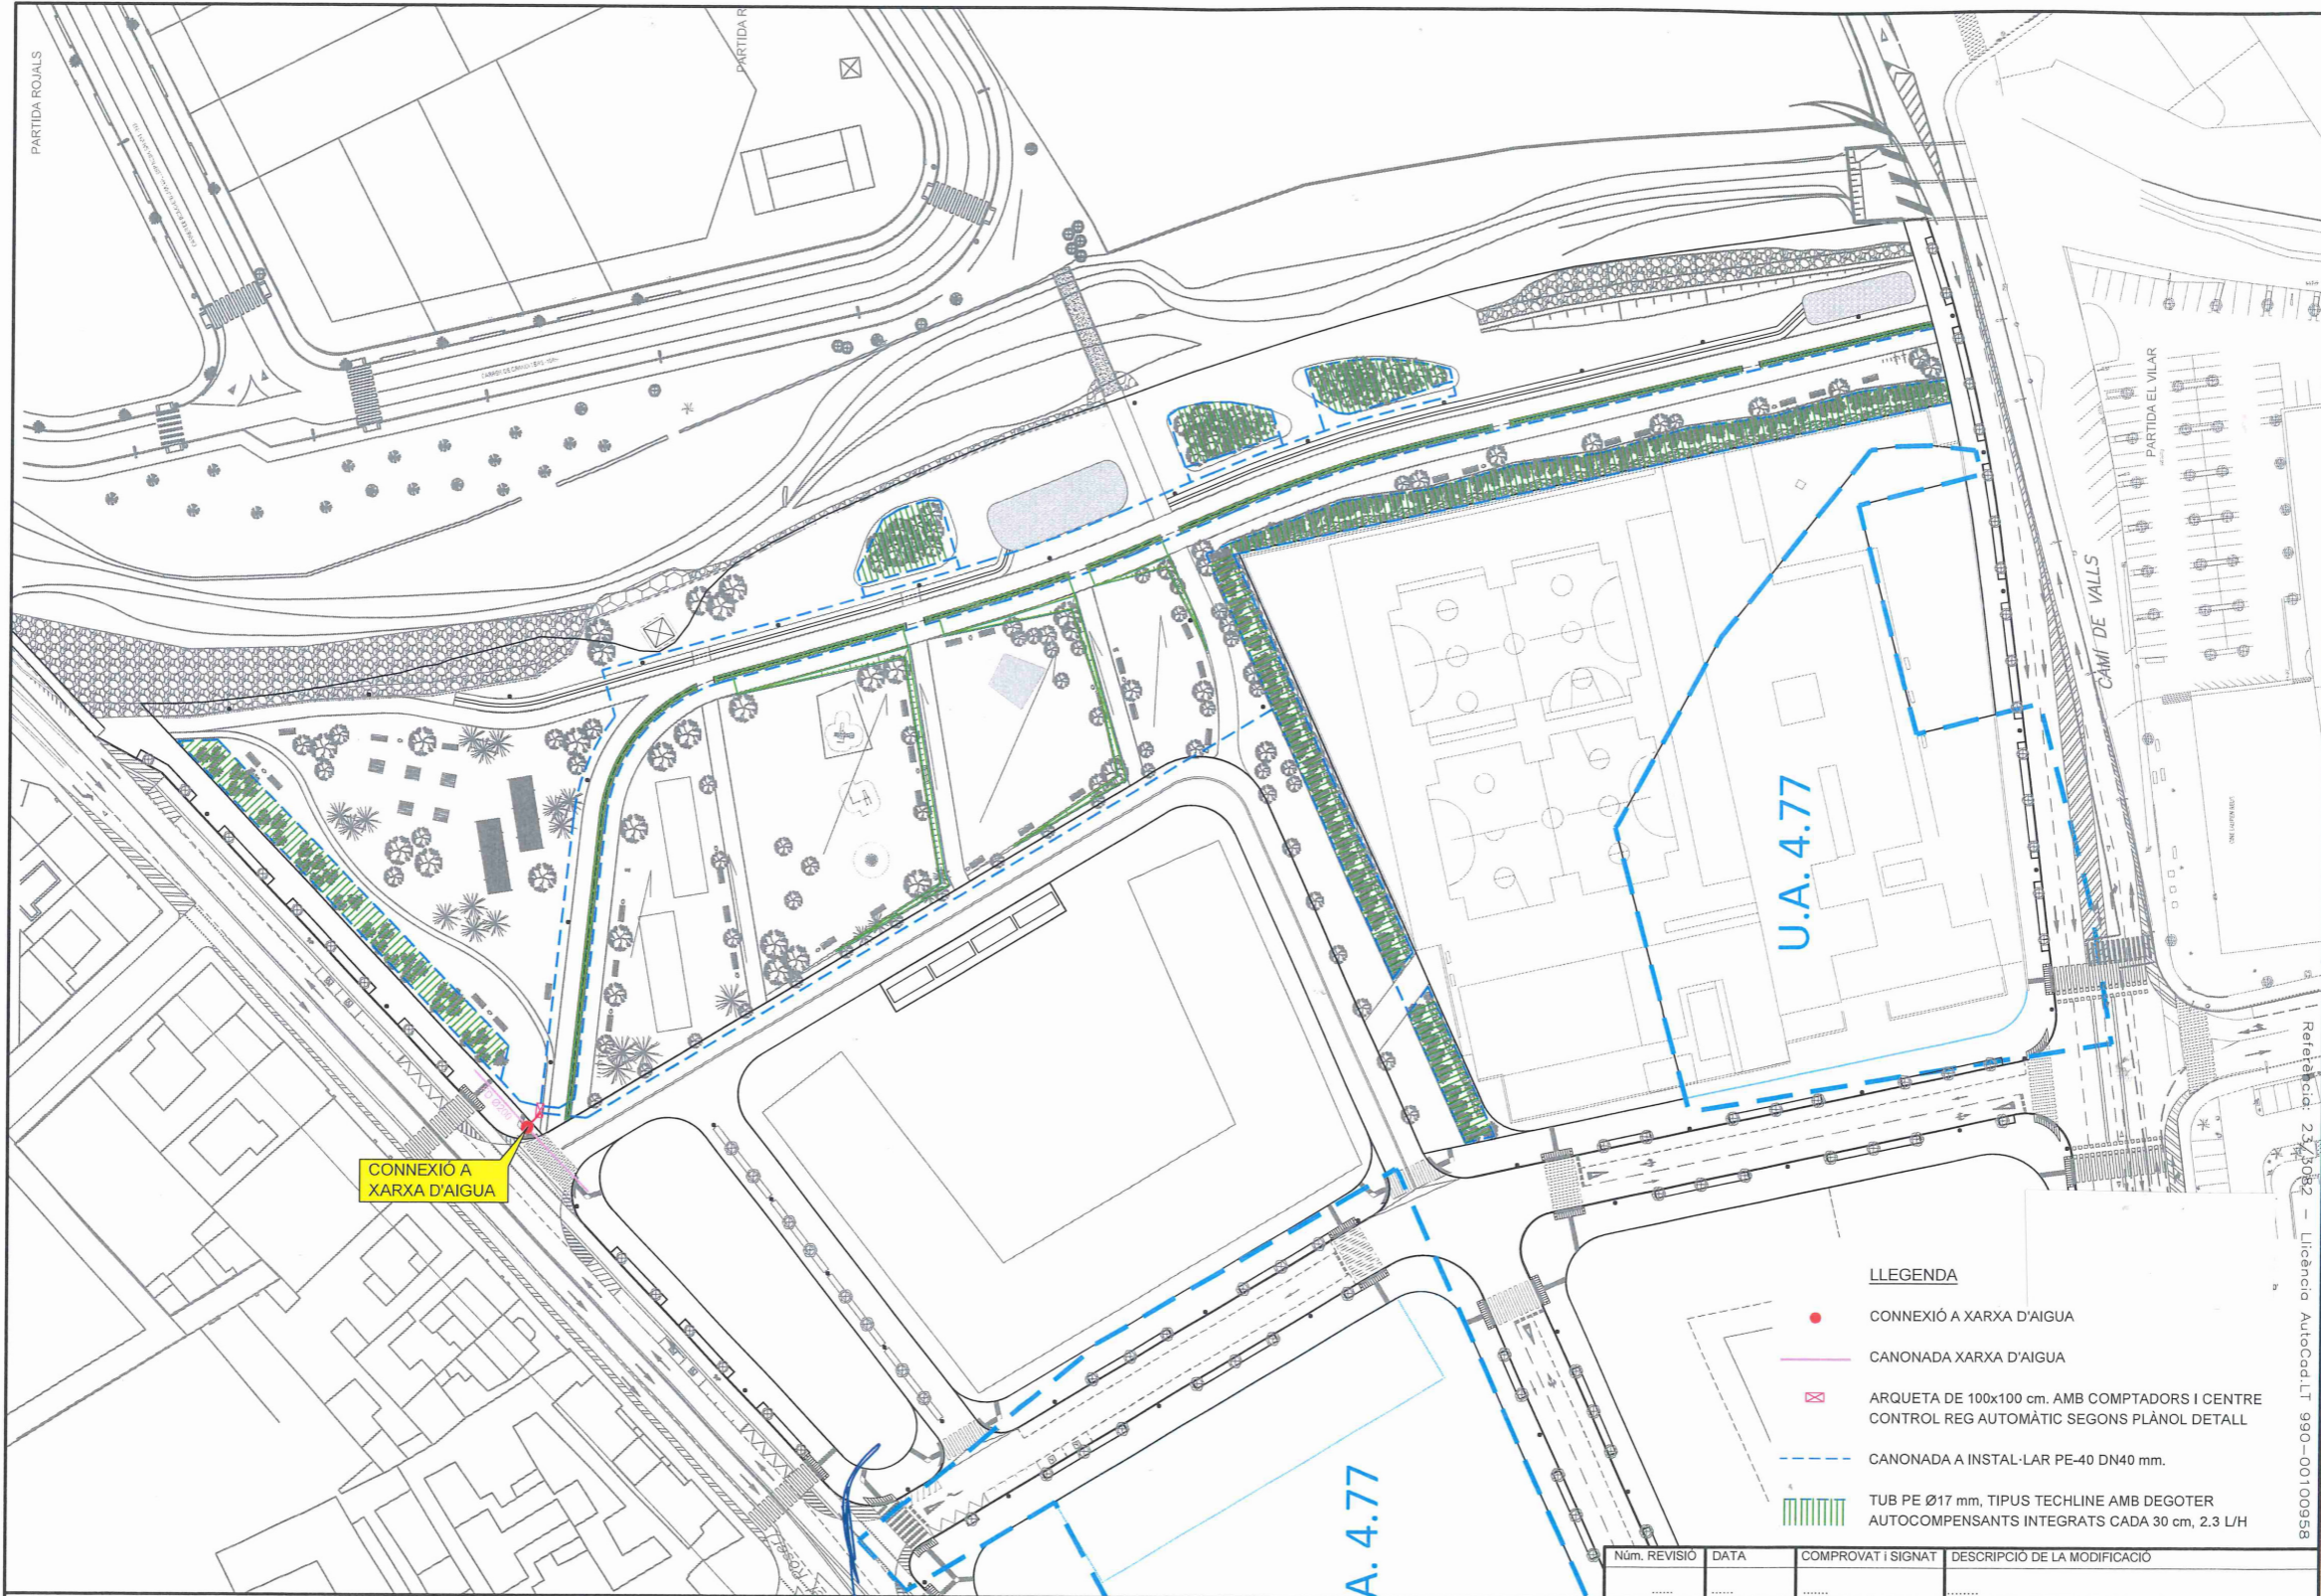 PARTIDA ROJALS
PARTIDA R
PARTIDA EL VILAR
CAMÍ DE VALLS
U.A. 4.77
CONNEXIÓ A
XARXA D'AIGUA
A. 4.77
LLEGENDA
CONNEXIÓ A XARXA D'AIGUA
CANONADA XARXA D'AIGUA
ARQUETA DE 100x100 cm. AMB COMPTADORS I CENTRE
CONTROL REG AUTOMÀTIC SEGONS PLÀNOL DETALL
CANONADA A INSTAL·LAR PE-40 DN40 mm.
TUB PE Ø17 mm, TIPUS TECHLINE AMB DEGOTER
AUTOCOMPENSANTS INTEGRATS CADA 30 cm, 2.3 L/H
Referència: 23/3082 - Llicència AutoCad.LT 990-00100958
Núm. REVISIÓ DATA COMPROVAT i SIGNAT DESCRIPCIÓ DE LA MODIFICACIÓ